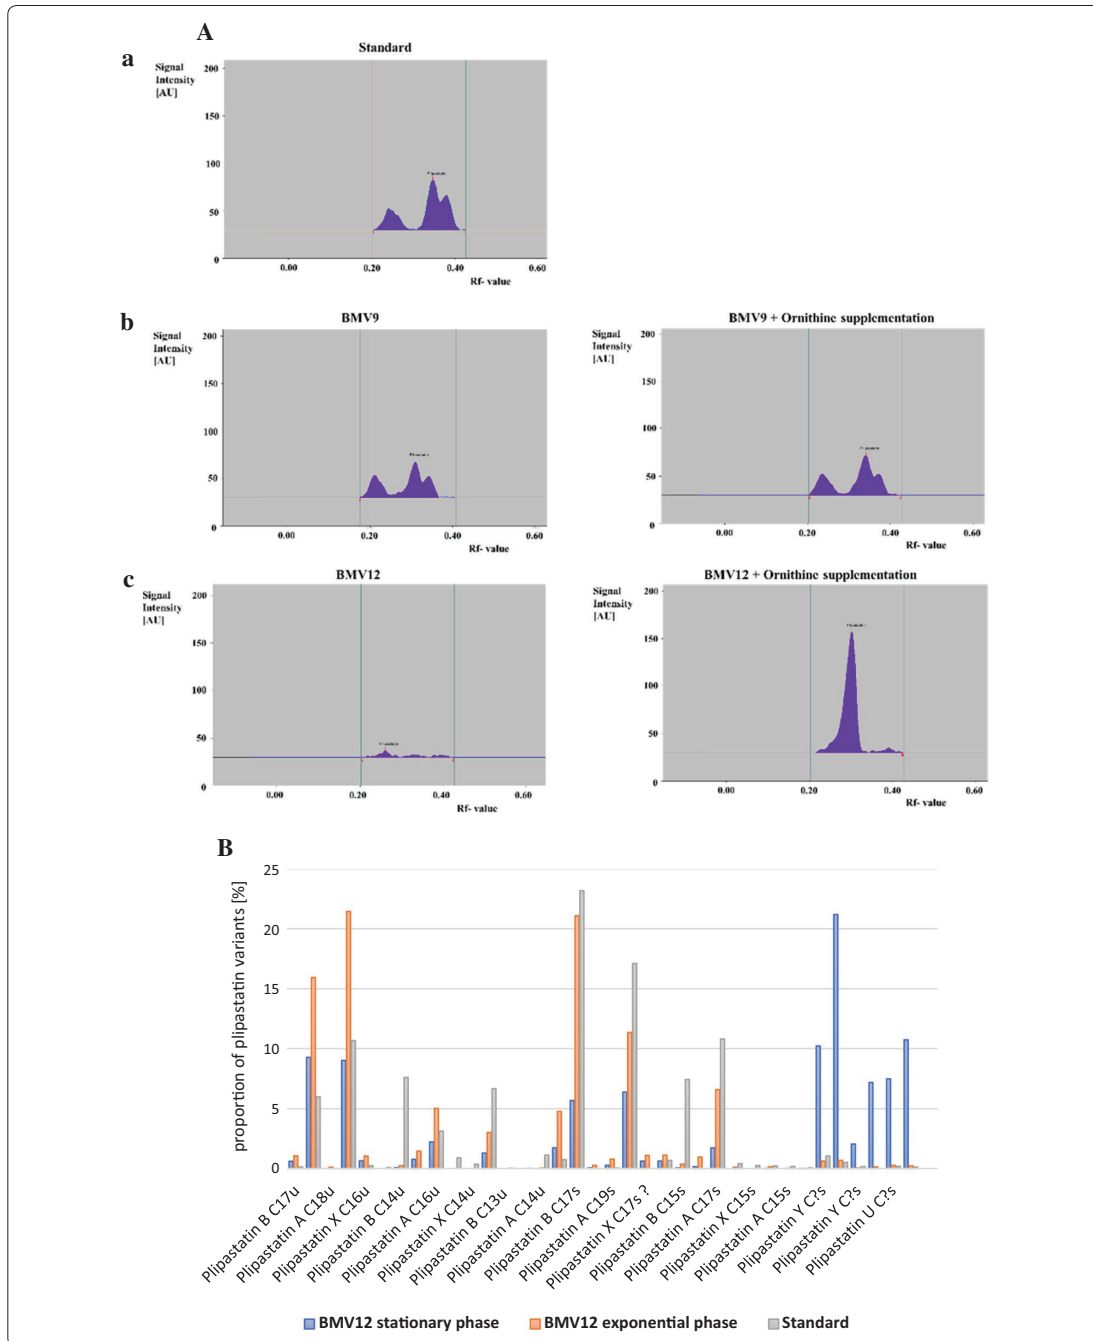 A
a
Standard
Signal
Intensity
[AU]
200
150
100
50
0
Plipastatin
0.00 0.20 0.40 0.60
Rf- value
b
BMV9
Signal
Intensity
[AU]
200
150
100
50
0
Plipastatin
0.00 0.20 0.40 0.60
Rf- value
BMV9 + Ornithine supplementation
Signal
Intensity
[AU]
200
150
100
50
0
Plipastatin
0.00 0.20 0.40 0.60
Rf- value
c
BMV12
Signal
Intensity
[AU]
200
150
100
50
0
Plipastatin
0.00 0.20 0.40 0.60
Rf- value
BMV12 + Ornithine supplementation
Signal
Intensity
[AU]
200
150
100
50
0
Plipastatin
0.00 0.20 0.40 0.60
Rf- value
B
proportion of plipastatin variants [%]
25
20
15
10
5
0
Plipastatin B C17u
Plipastatin A C18u
Plipastatin X C16u
Plipastatin B C14u
Plipastatin A C16u
Plipastatin X C14u
Plipastatin B C13u
Plipastatin A C14u
Plipastatin B C17s
Plipastatin A C19s
Plipastatin X C17s ?
Plipastatin B C15s
Plipastatin A C17s
Plipastatin X C15s
Plipastatin A C15s
Plipastatin Y C?s
Plipastatin Y C?s
Plipastatin U C?s
BMV12 stationary phase BMV12 exponential phase Standard